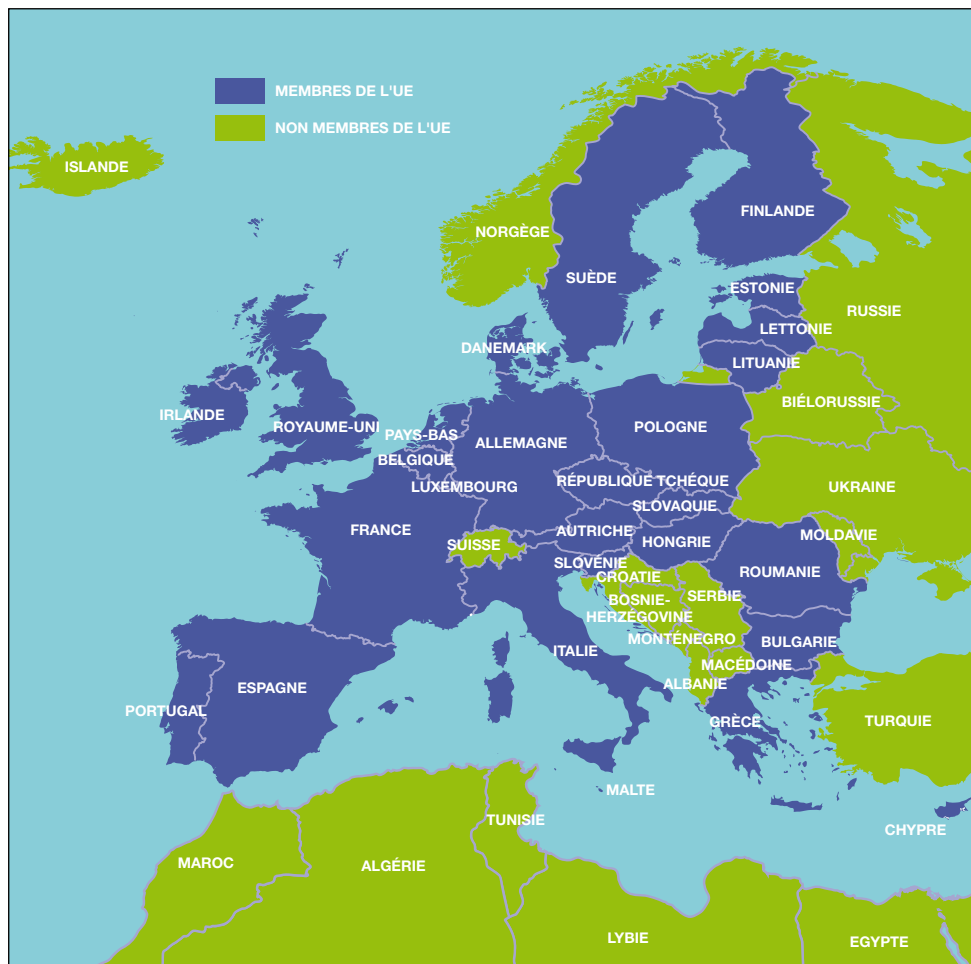 MEMBRES DE L'UE
NON MEMBRES DE L'UE
ISLANDE
FINLANDE
NORGÈGE
SUÈDE
ESTONIE
RUSSIE
LETTONIE
DANEMARK
LITUANIE
BIÉLORUSSIE
IRLANDE
ROYAUME-UNI
PAYS-BAS
POLOGNE
ALLEMAGNE
BELGIQUE
LUXEMBOURG
RÉPUBLIQUE TCHÉQUE
UKRAINE
SLOVAQUIE
FRANCE
AUTRICHE
MOLDAVIE
SUISSE
HONGRIE
SLOVÉNIE
ROUMANIE
CROATIE
SERBIE
BOSNIE-
HERZÉGOVINE
MONTÉNEGRO
BULGARIE
ITALIE
MACÉDOINE
ALBANIE
ESPAGNE
PORTUGAL
GRÈCE
TURQUIE
MALTE
TUNISIE
CHYPRE
MAROC
ALGÉRIE
LYBIE
EGYPTE